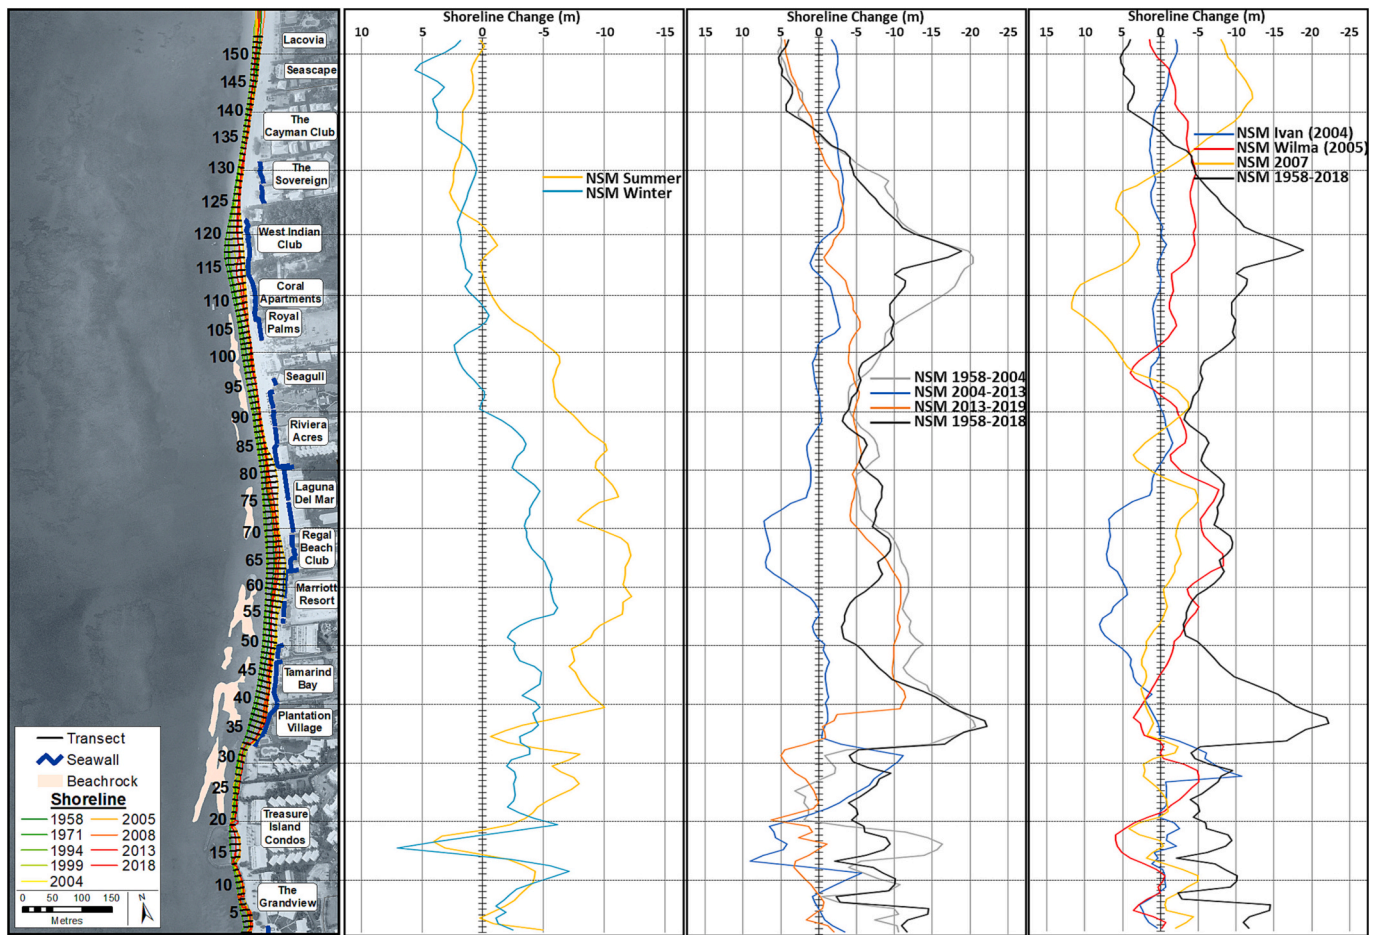 Lacovia
150
Seascape
145
140
The
Cayman Club
135
130
The
Sovereign
125
120
West Indian
Club
115
Coral
Apartments
110
Royal
Palms
105
100
Seagull
95
90
Riviera
Acres
85
80
Laguna
Del Mar
75
70
Regal
Beach
Club
65
60
Marriott
Resort
55
50
45
Tamarind
Bay
40
Plantation
Village
35
30
25
20
Treasure
Island
Condos
15
10
The
Grandview
5
Transect
Seawall
Beachrock
Shoreline
1958 2005
1971 2008
1994 2013
1999 2018
2004
0 50 100 150
Metres
N
Shoreline Change (m)
10 5 0 -5 -10 -15
NSM Summer
NSM Winter
Shoreline Change (m)
15 10 5 0 -5 -10 -15 -20 -25
NSM 1958-2004
NSM 2004-2013
NSM 2013-2019
NSM 1958-2018
Shoreline Change (m)
15 10 5 0 -5 -10 -15 -20 -25
NSM Ivan (2004)
NSM Wilma (2005)
NSM 2007
NSM 1958-2018